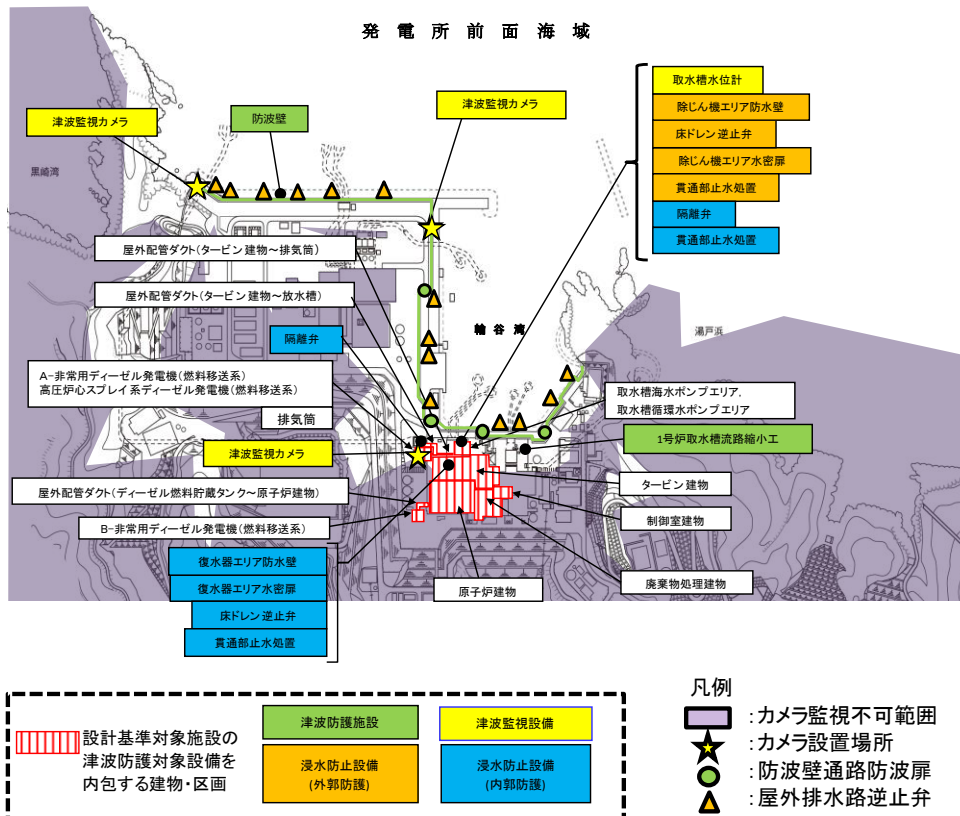 発電所前面海域
取水槽水位計
除じん機エリア防水壁
床ドレン逆止弁
除じん機エリア水密扉
貫通部止水処置
隔離弁
貫通部止水処置
津波監視カメラ
防波壁
津波監視カメラ
黒崎湾
屋外配管ダクト(タービン建物~排気筒)
屋外配管ダクト(タービン建物~放水槽)
輪谷湾
湯戸浜
隔離弁
A-非常用ディーゼル発電機(燃料移送系)
高圧炉心スプレイ系ディーゼル発電機(燃料移送系)
排気筒
取水槽海水ポンプエリア,
取水槽循環水ポンプエリア
1号炉取水槽流路縮小工
津波監視カメラ
タービン建物
屋外配管ダクト(ディーゼル燃料貯蔵タンク~原子炉建物)
制御室建物
B-非常用ディーゼル発電機(燃料移送系)
復水器エリア防水壁
復水器エリア水密扉
床ドレン逆止弁
貫通部止水処置
原子炉建物
廃棄物処理建物
設計基準対象施設の
津波防護対象設備を
内包する建物・区画
津波防護施設
津波監視設備
浸水防止設備
(外郭防護)
浸水防止設備
(内郭防護)
凡例
:カメラ監視不可範囲
:カメラ設置場所
:防波壁通路防波扉
:屋外排水路逆止弁